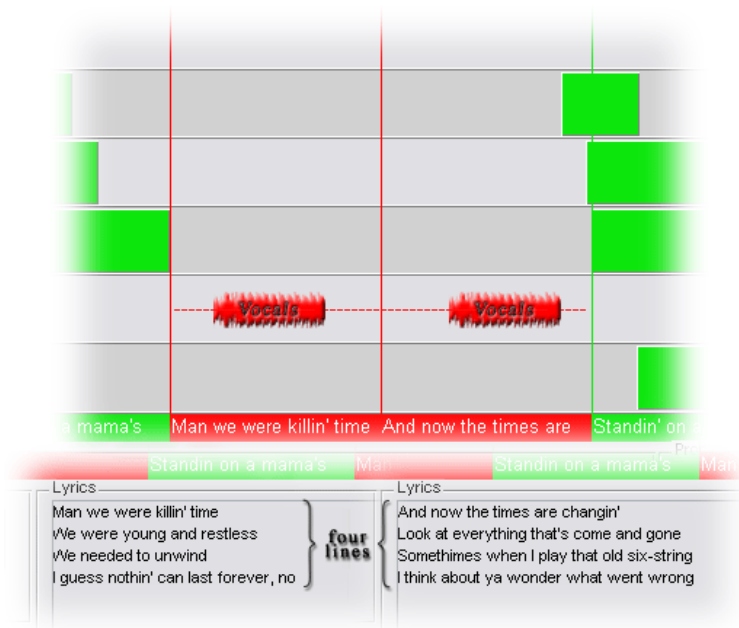 Vocals Vocals
a mama's Man we were killin' time And now the times are Standin' on
Standin on a mama's Man Standin on a mama's Man
Lyrics
Man we were killin' time
We were young and restless
We needed to unwind
I guess nothin' can last forever, no
four
lines
Lyrics
And now the times are changin'
Look at everything that's come and gone
Somethimes when I play that old six-string
I think about ya wonder what went wrong